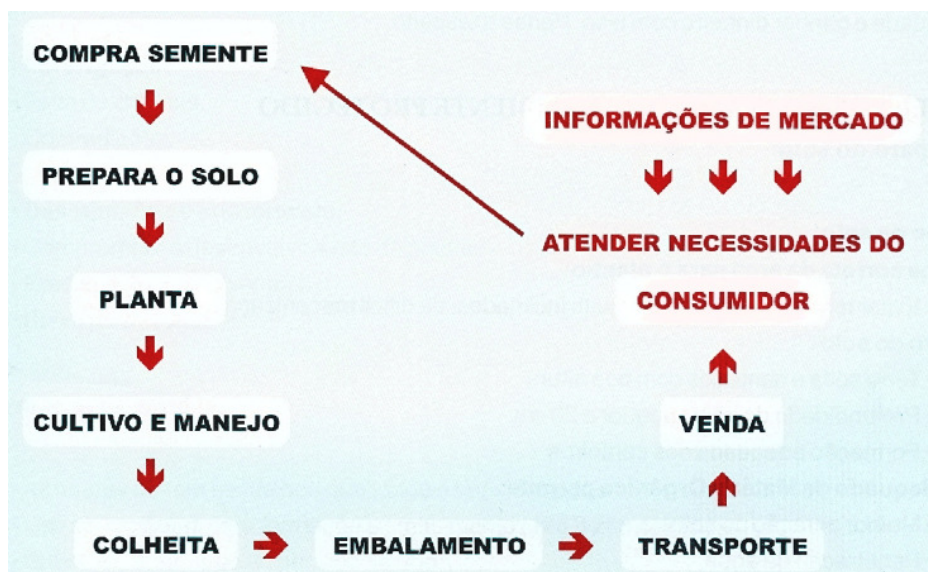 COMPRA SEMENTE
PREPARA O SOLO
PLANTA
CULTIVO E MANEJO
COLHEITA
EMBALAMENTO
TRANSPORTE
VENDA
INFORMAÇÕES DE MERCADO
ATENDER NECESSIDADES DO
CONSUMIDOR